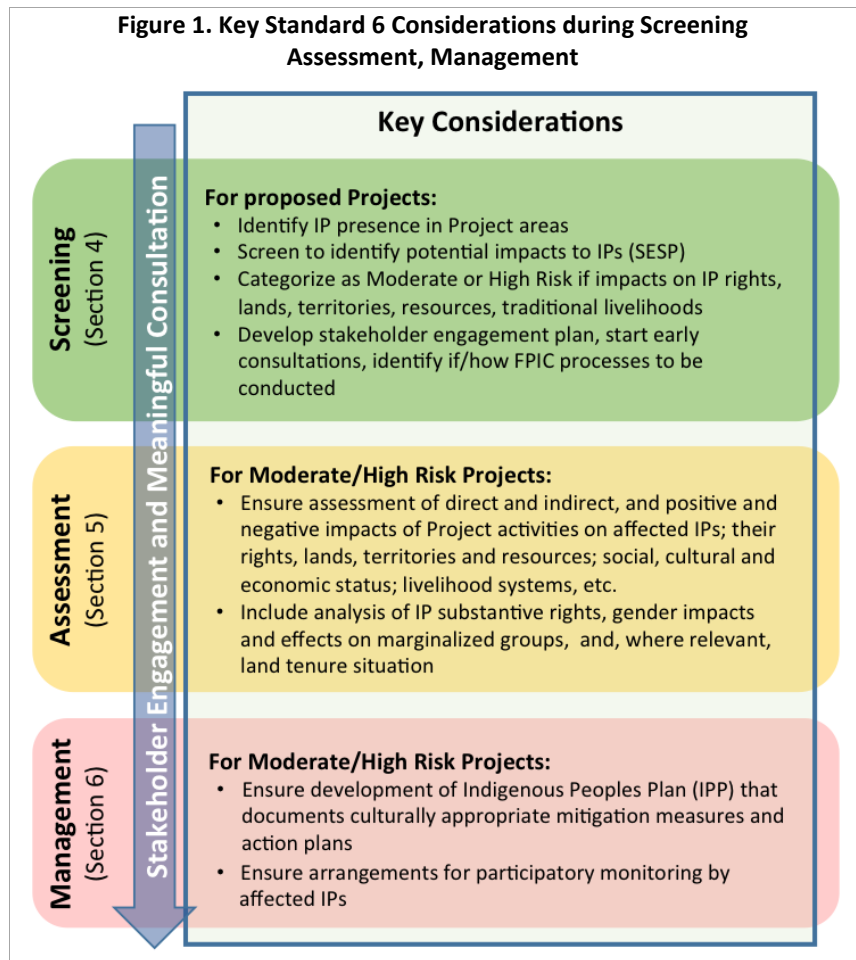 Figure 1. Key Standard 6 Considerations during Screening
Assessment, Management
Key Considerations
Stakeholder Engagement and Meaningful Consultation
Screening
(Section 4)
For proposed Projects:
• Identify IP presence in Project areas
• Screen to identify potential impacts to IPs (SESP)
• Categorize as Moderate or High Risk if impacts on IP rights,
lands, territories, resources, traditional livelihoods
• Develop stakeholder engagement plan, start early
consultations, identify if/how FPIC processes to be
conducted
Assessment
(Section 5)
For Moderate/High Risk Projects:
• Ensure assessment of direct and indirect, and positive and
negative impacts of Project activities on affected IPs; their
rights, lands, territories and resources; social, cultural and
economic status; livelihood systems, etc.
• Include analysis of IP substantive rights, gender impacts
and effects on marginalized groups, and, where relevant,
land tenure situation
Management
(Section 6)
For Moderate/High Risk Projects:
• Ensure development of Indigenous Peoples Plan (IPP) that
documents culturally appropriate mitigation measures and
action plans
• Ensure arrangements for participatory monitoring by
affected IPs